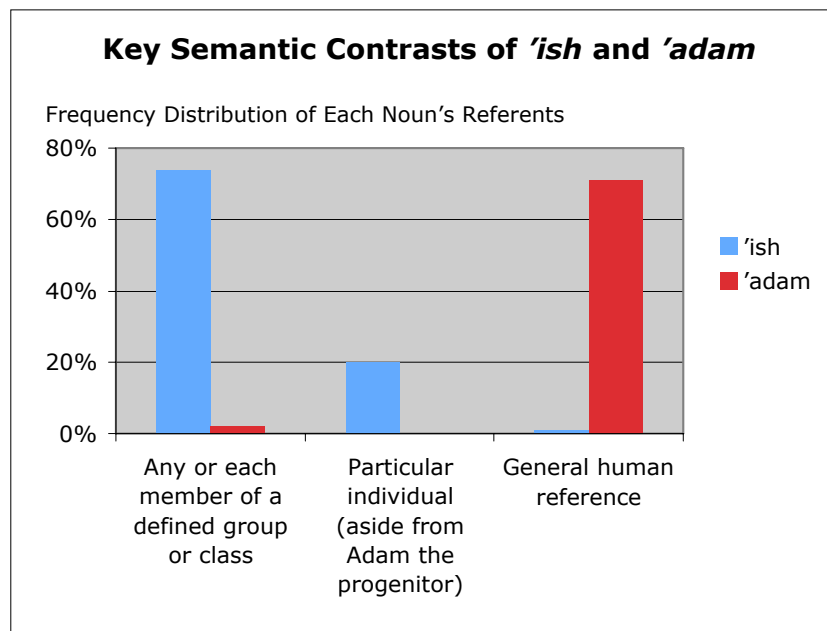 Key Semantic Contrasts of ’ish and ’adam
Frequency Distribution of Each Noun’s Referents
80%
60%
40%
20%
0%
’ish
’adam
Any or each
member of a
defined group
or class
Particular
individual
(aside from
Adam the
progenitor)
General human
reference